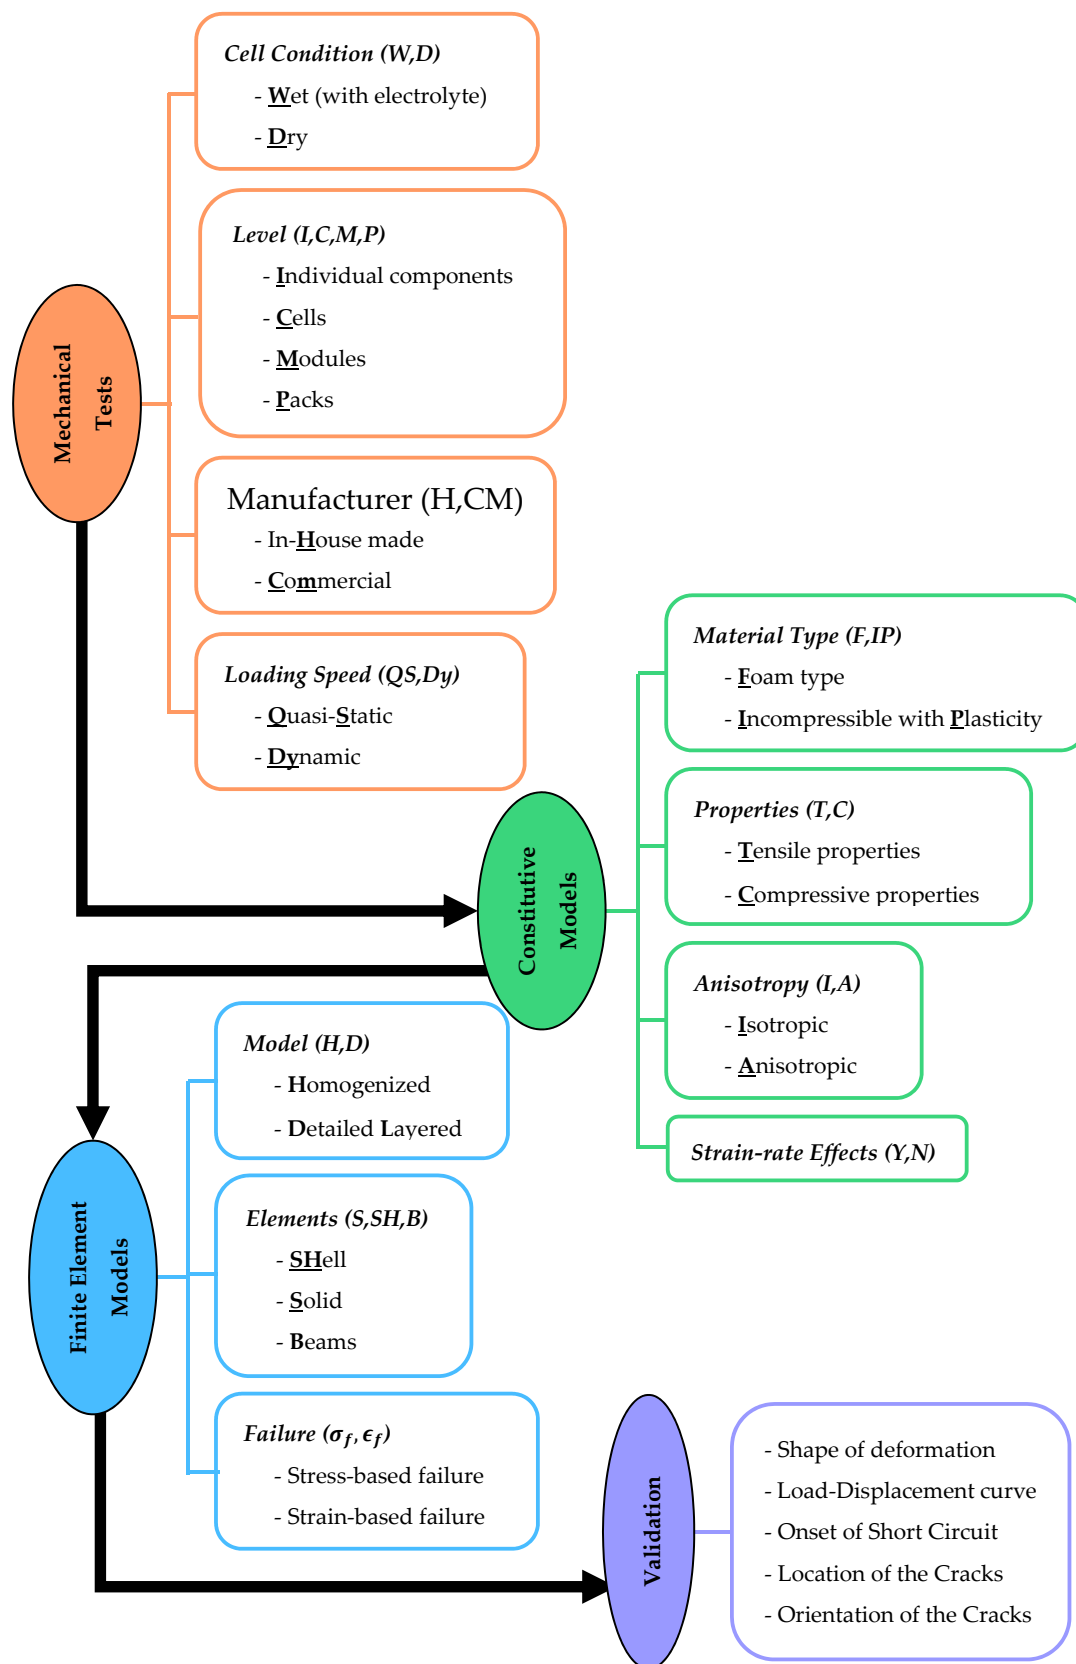 Cell Condition (W,D)
- Wet (with electrolyte)
- Dry
Level (I,C,M,P)
- Individual components
- Cells
- Modules
- Packs
Mechanical
Tests
Manufacturer (H,CM)
- In-House made
- Commercial
Loading Speed (QS,Dy)
- Quasi-Static
- Dynamic
Material Type (F,IP)
- Foam type
- Incompressible with Plasticity
Properties (T,C)
- Tensile properties
- Compressive properties
Constitutive
Models
Anisotropy (I,A)
- Isotropic
- Anisotropic
Strain-rate Effects (Y,N)
Model (H,D)
- Homogenized
- Detailed Layered
Finite Element
Models
Elements (S,SH,B)
- SHell
- Solid
- Beams
Failure (σf, ϵf)
- Stress-based failure
- Strain-based failure
Validation
- Shape of deformation
- Load-Displacement curve
- Onset of Short Circuit
- Location of the Cracks
- Orientation of the Cracks